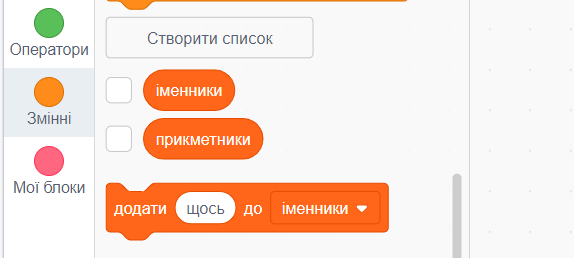 Оператори
Змінні
Мої блоки
Створити список
іменники
прикметники
додати щось до іменники